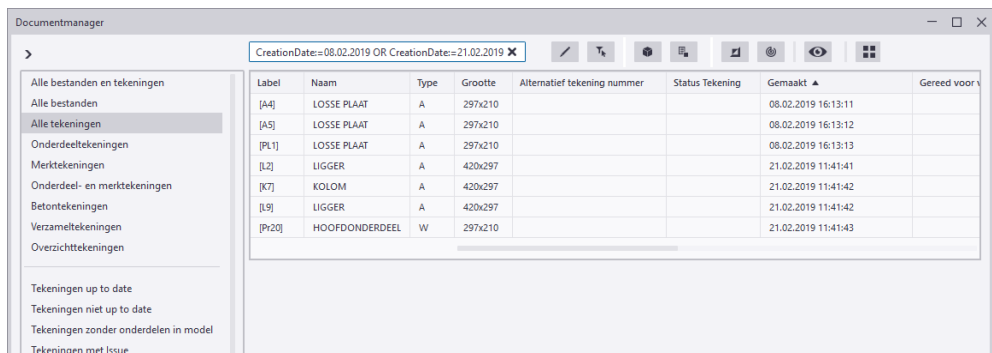 Documentmanager
CreationDate:=08.02.2019 OR CreationDate:=21.02.2019
Alle bestanden en tekeningen
Alle bestanden
Alle tekeningen
Onderdeeltekeningen
Merktekeningen
Onderdeel- en merktekeningen
Betontekeningen
Verzameltekeningen
Overzichttekeningen
Tekeningen up to date
Tekeningen niet up to date
Tekeningen zonder onderdelen in model
Tekeningen met Issue
Label Naam Type Grootte Alternatief tekening nummer Status Tekening Gemaakt Gereed voor
[A4] LOSSE PLAAT A 297x210 08.02.2019 16:13:11
[A5] LOSSE PLAAT A 297x210 08.02.2019 16:13:12
[PL1] LOSSE PLAAT A 297x210 08.02.2019 16:13:13
[L2] LIGGER A 420x297 21.02.2019 11:41:41
[K7] KOLOM A 420x297 21.02.2019 11:41:42
[L9] LIGGER A 420x297 21.02.2019 11:41:42
[Pr20] HOOFDONDERDEEL W 297x210 21.02.2019 11:41:43